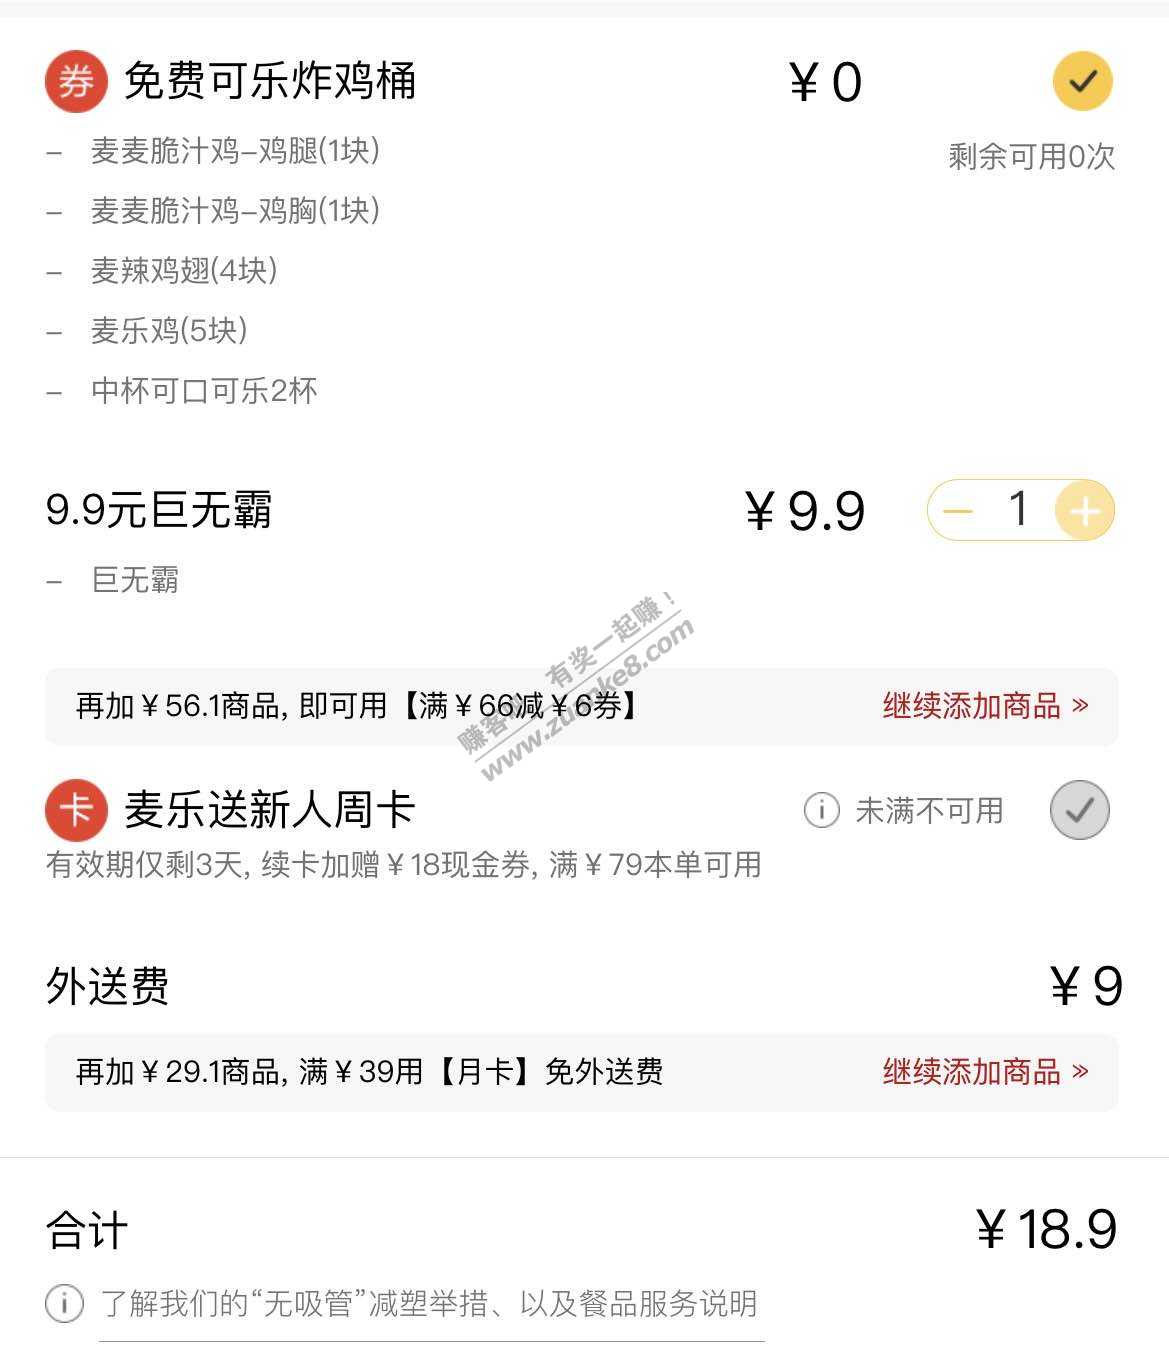 券 免费可乐炸鸡桶 ¥0
– 麦麦脆汁鸡–鸡腿(1块) 剩余可用0次
– 麦麦脆汁鸡–鸡胸(1块)
– 麦辣鸡翅(4块)
– 麦乐鸡(5块)
– 中杯可口可乐2杯
9.9元巨无霸 ¥9.9 — 1 +
– 巨无霸
赚客吧，有奖一起赚！
www.zuanke8.com
再加¥56.1商品, 即可用【满¥66减¥6券】 继续添加商品 »
卡 麦乐送新人周卡 i 未满不可用
有效期仅剩3天, 续卡加赠¥18现金券, 满¥79本单可用
外送费 ¥9
再加¥29.1商品, 满¥39用【月卡】免外送费 继续添加商品 »
合计 ¥18.9
i 了解我们的“无吸管”减塑举措、以及餐品服务说明